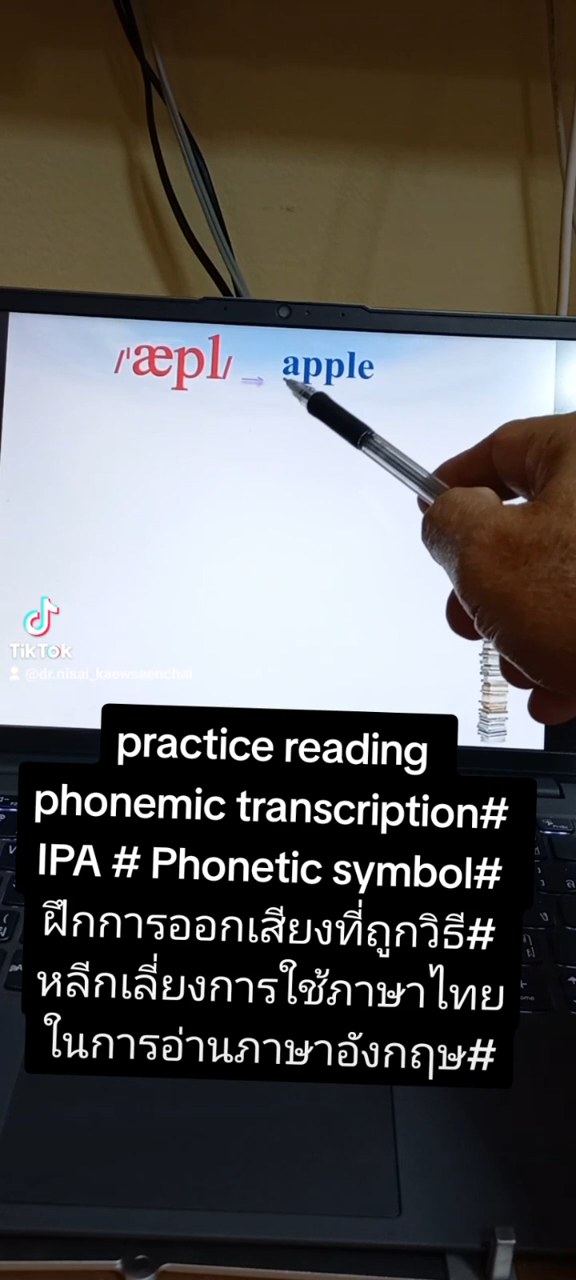 /ˈæpl/ ⇒ apple
TikTok
practice reading
phonemic transcription#
IPA # Phonetic symbol#
ฝึกการออกเสียงที่ถูกวิธี#
หลีกเลี่ยงการใช้ภาษาไทย
ในการอ่านภาษาอังกฤษ#